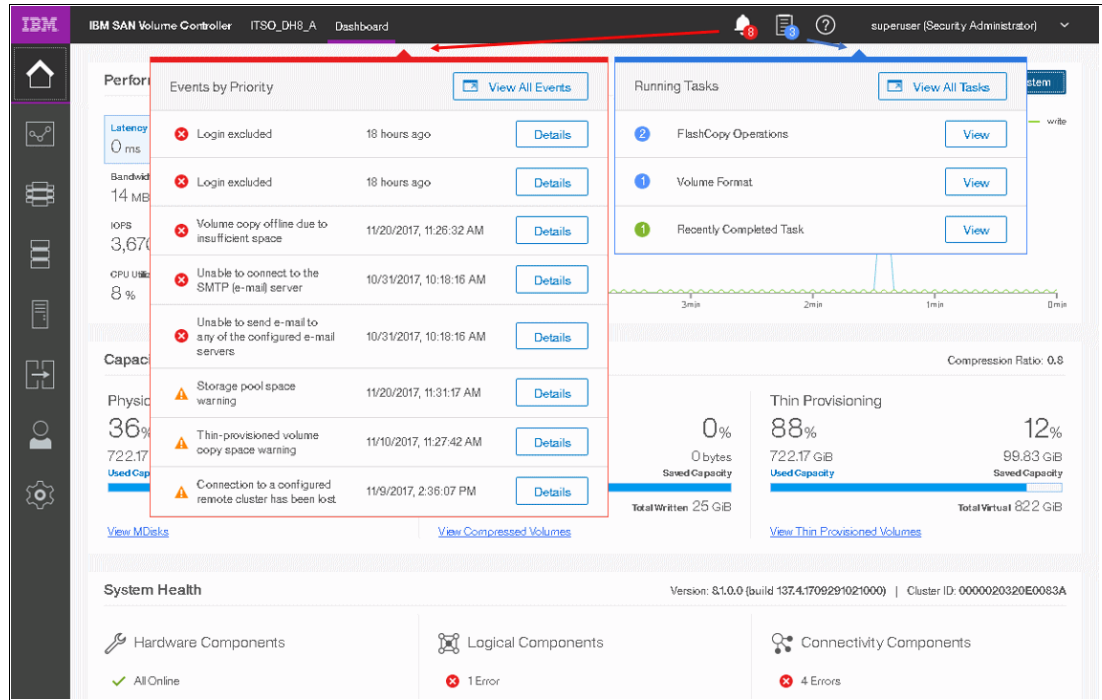 IBM
IBM SAN Volume Controller ITSO_DH8_A Dashboard
8
3
?
superuser (Security Administrator)
Events by Priority
View All Events
Login excluded 18 hours ago Details
Login excluded 18 hours ago Details
Volume copy offline due to
insufficient space
11/20/2017, 11:26:32 AM Details
Unable to connect to the
SMTP (e-mail) server
10/31/2017, 10:18:16 AM Details
Unable to send e-mail to
any of the configured e-mail
servers
10/31/2017, 10:18:16 AM Details
Storage pool space
warning
11/20/2017, 11:31:17 AM Details
Thin-provisioned volume
copy space warning
11/10/2017, 11:27:42 AM Details
Connection to a configured
remote cluster has been lost
11/9/2017, 2:36:07 PM Details
Running Tasks
View All Tasks
2 FlashCopy Operations View
1 Volume Format View
1 Recently Completed Task View
Perfor
stem
write
Latency
0 ms
Bandwid
14 MB
IOPS
3,67
CPU Utili
8 %
3min 2min 1min 0min
Capaci
Compression Ratio: 0.8
Physic
36%
722.17
Used Cap
View MDisks
0%
0 bytes
Saved Capacity
Total Written 25 GiB
View Compressed Volumes
Thin Provisioning
88% 12%
722.17 GiB 99.83 GiB
Used Capacity Saved Capacity
Total Virtual 822 GiB
View Thin Provisioned Volumes
System Health
Version: 8.1.0.0 (build 137.4.1709291021000) | Cluster ID: 0000020320E0083A
Hardware Components
All Online
Logical Components
1 Error
Connectivity Components
4 Errors